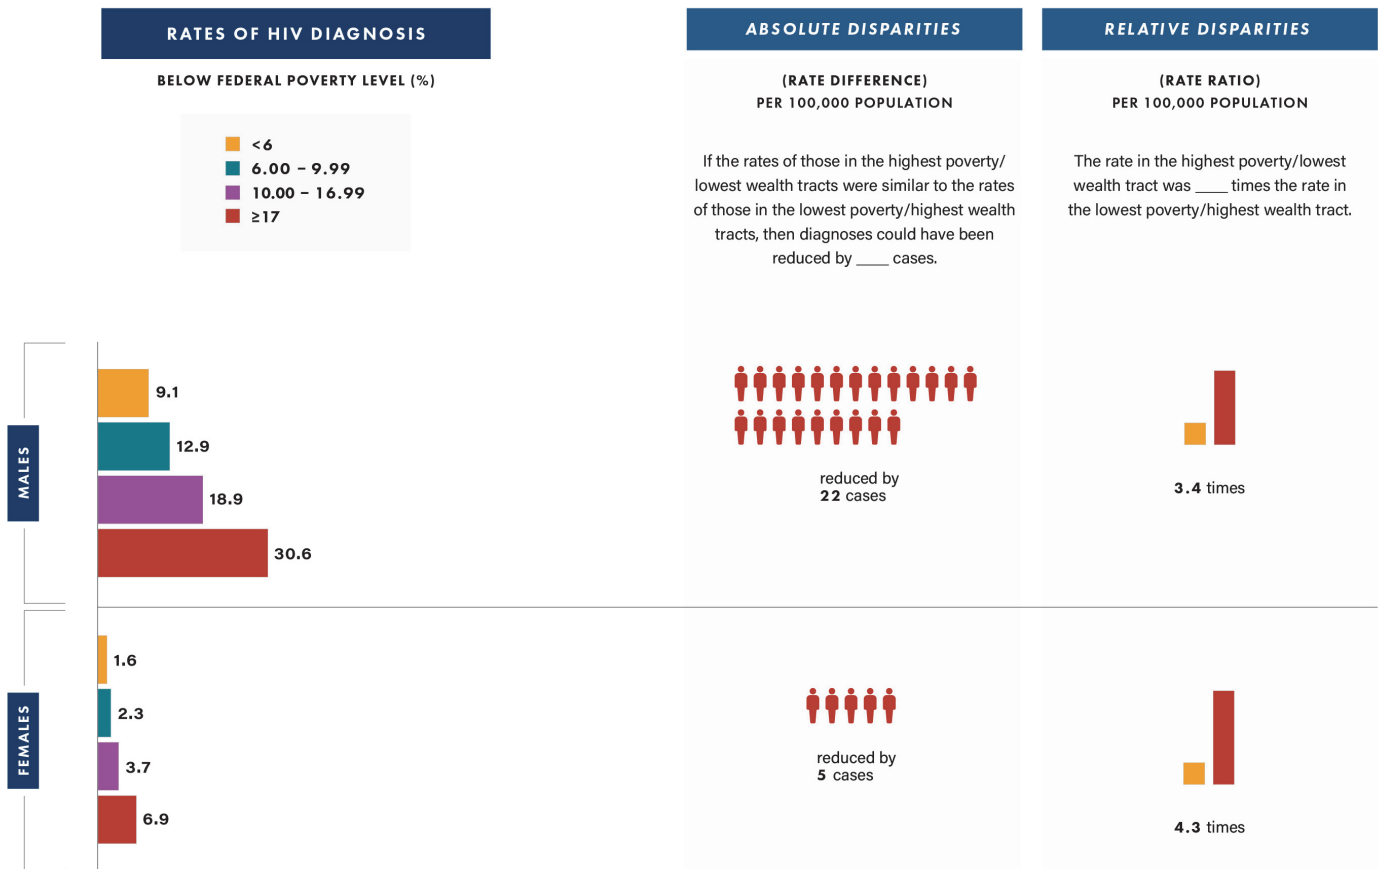 RATES OF HIV DIAGNOSIS
BELOW FEDERAL POVERTY LEVEL (%)
<6
6.00 – 9.99
10.00 – 16.99
≥17
ABSOLUTE DISPARITIES
(RATE DIFFERENCE)
PER 100,000 POPULATION
If the rates of those in the highest poverty/
lowest wealth tracts were similar to the rates
of those in the lowest poverty/highest wealth
tracts, then diagnoses could have been
reduced by ____ cases.
RELATIVE DISPARITIES
(RATE RATIO)
PER 100,000 POPULATION
The rate in the highest poverty/lowest
wealth tract was ____ times the rate in
the lowest poverty/highest wealth tract.
MALES
9.1
12.9
18.9
30.6
reduced by
22 cases
3.4 times
FEMALES
1.6
2.3
3.7
6.9
reduced by
5 cases
4.3 times